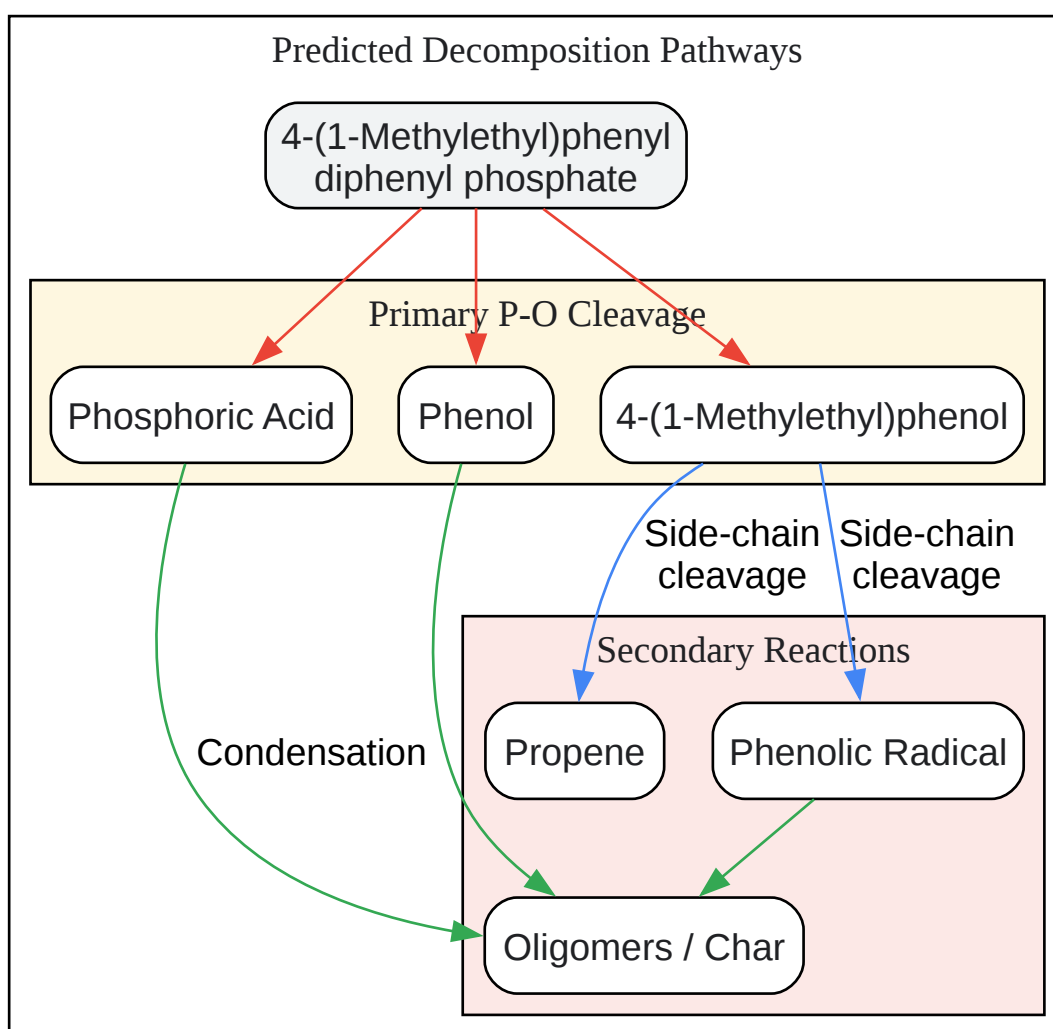 Predicted Decomposition Pathways
4-(1-Methylethyl)phenyl
diphenyl phosphate
Primary P-O Cleavage
Phosphoric Acid
Phenol
4-(1-Methylethyl)phenol
Side-chain
cleavage
Side-chain
cleavage
Secondary Reactions
Condensation
Propene
Phenolic Radical
Oligomers / Char